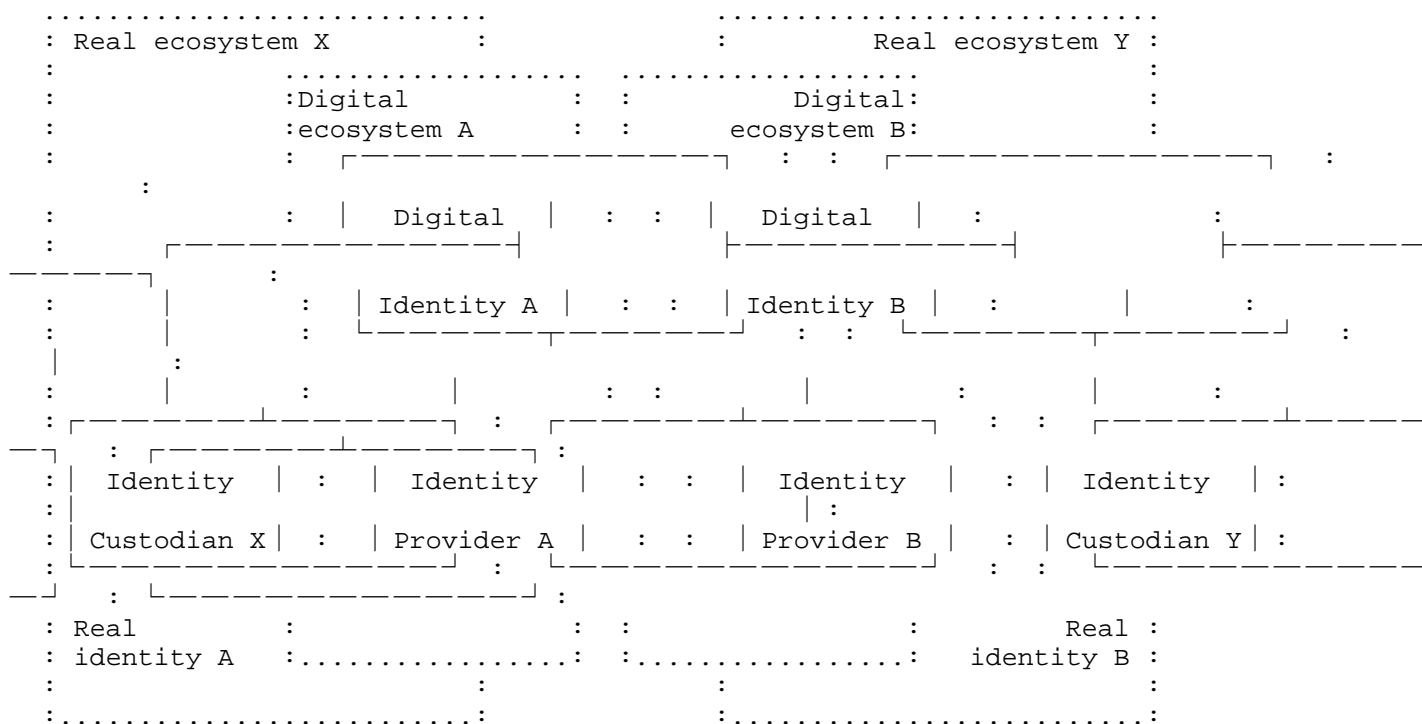 Real ecosystem X Real ecosystem Y
Digital Digital
ecosystem A ecosystem B
Digital Digital
Identity A Identity B
Identity Identity Identity Identity
Custodian X Provider A Provider B Custodian Y
Real Real
identity A identity B